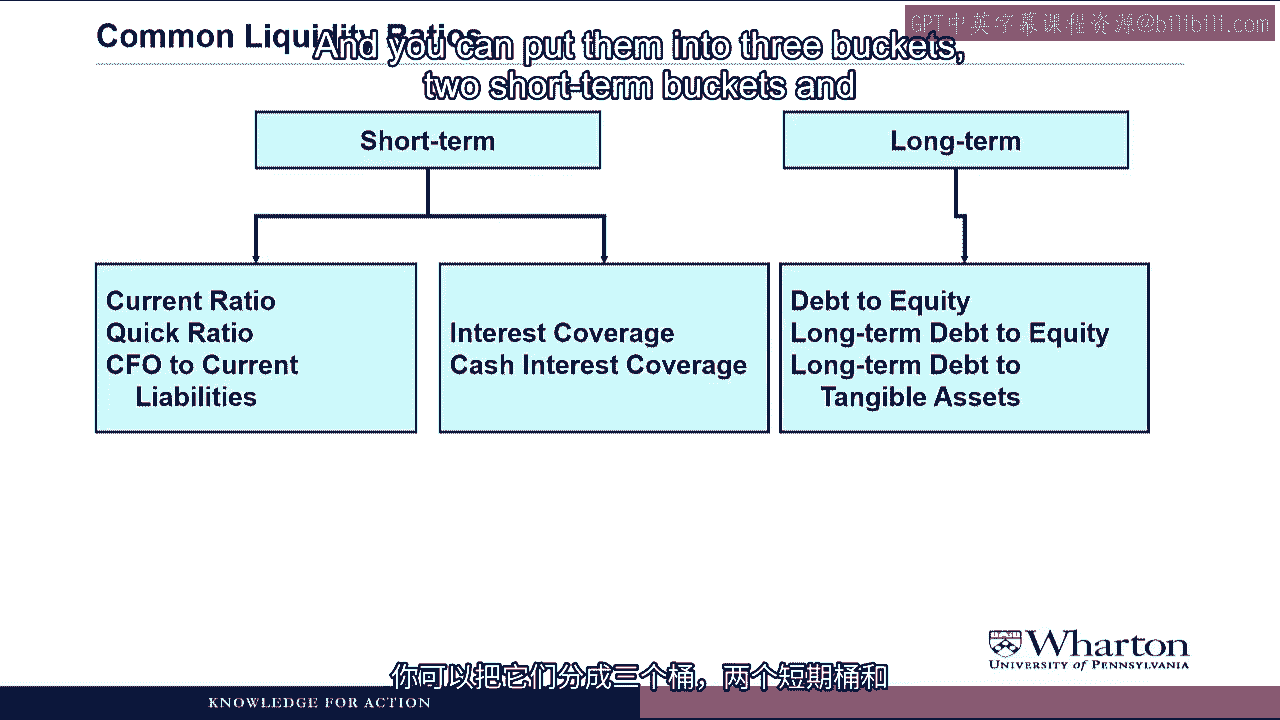 Common Liquidity Ratios
GPT中英字幕课程资源@bilibili.com
And you can put them into three buckets,
two short-term buckets and
Short-term
Long-term
Current Ratio
Quick Ratio
CFO to Current
Liabilities
Interest Coverage
Cash Interest Coverage
Debt to Equity
Long-term Debt to Equity
Long-term Debt to
Tangible Assets
Wharton
UNIVERSITY of PENNSYLVANIA
你可以把它们分成三个桶，两个短期桶和
KNOWLEDGE FOR ACTION